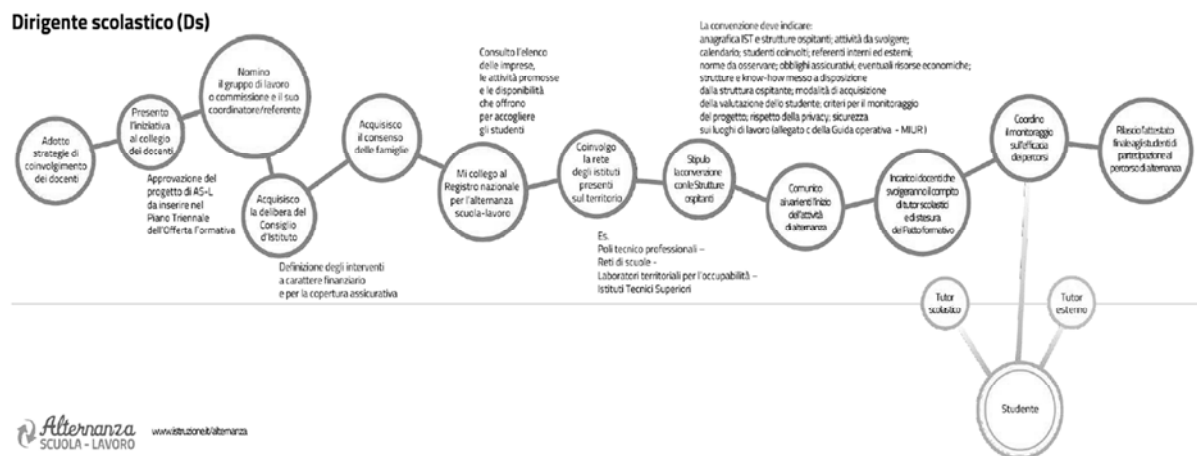 Dirigente scolastico (Ds)
Adotto
strategie di
coinvolgimento
dei docenti
Presento
l'iniziativa
al collegio
dei docenti
Approvazione del
progetto di AS-L
da inserire nel
Piano Triennale
dell'Offerta Formativa
Nomino
il gruppo di lavoro
o commissione e il suo
coordinatore/referente
Acquisisco
la delibera del
Consiglio
d'Istituto
Definizione degli interventi
a carattere finanziario
e per la copertura assicurativa
Acquisisco
il consenso
delle famiglie
Consulto l'elenco
delle imprese,
le attività promosse
e le disponibilità
che offrono
per accogliere
gli studenti
Mi collego al
Registro nazionale
per l'alternanza
scuola-lavoro
Coinvolgo
la rete
degli istituti
presenti
sul territorio
Es.
Poli tecnico professionali –
Reti di scuole -
Laboratori territoriali per l'occupabilità –
Istituti Tecnici Superiori
La convenzione deve indicare:
anagrafica IST e strutture ospitanti; attività da svolgere;
calendario; studenti coinvolti; referenti interni ed esterni;
norme da osservare; obblighi assicurativi; eventuali risorse economiche;
strutture e know-how messo a disposizione
dalla struttura ospitante; modalità di acquisizione
della valutazione dello studente; criteri per il monitoraggio
del progetto; rispetto della privacy; sicurezza
sui luoghi di lavoro (allegato c della Guida operativa - MIUR)
Stipulo
la convenzione
con le Strutture
ospitanti
Comunico
ai vari enti l'inizio
dell'attività
di alternanza
Incarico i docenti che
svolgeranno il compito
di tutor scolastici
e di stesura
del Patto formativo
Coordino
il monitoraggio
sull'efficacia
dei percorsi
Rilascio l'attestato
finale agli studenti di
partecipazione al
percorso di alternanza
Tutor
scolastico
Tutor
esterno
Studente
Alternanza
SCUOLA - LAVORO
www.istruzione.it/alternanza